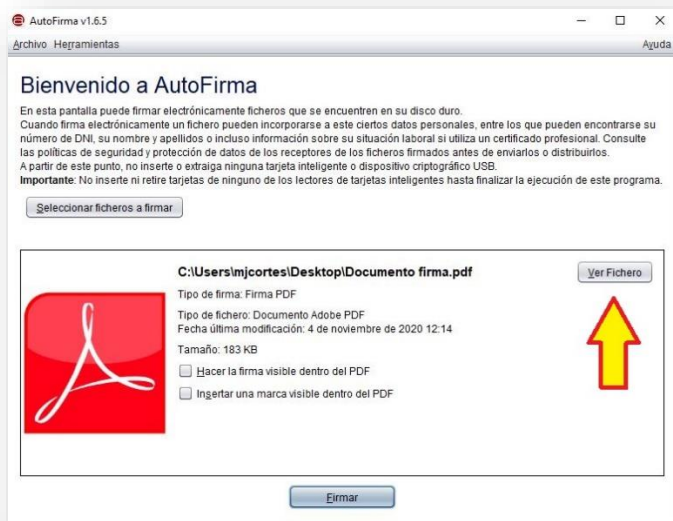 AutoFirma v1.6.5
Archivo Herramientas Ayuda
Bienvenido a AutoFirma
En esta pantalla puede firmar electrónicamente ficheros que se encuentren en su disco duro.
Cuando firma electrónicamente un fichero pueden incorporarse a este ciertos datos personales, entre los que pueden encontrarse su
número de DNI, su nombre y apellidos o incluso información sobre su situación laboral si utiliza un certificado profesional. Consulte
las políticas de seguridad y protección de datos de los receptores de los ficheros firmados antes de enviarlos o distribuirlos.
A partir de este punto, no inserte o extraiga ninguna tarjeta inteligente o dispositivo criptográfico USB.
Importante: No inserte ni retire tarjetas de ninguno de los lectores de tarjetas inteligentes hasta finalizar la ejecución de este programa.
Seleccionar ficheros a firmar
C:\Users\mjcortes\Desktop\Documento firma.pdf
Ver Fichero
Tipo de firma: Firma PDF
Tipo de fichero: Documento Adobe PDF
Fecha última modificación: 4 de noviembre de 2020 12:14
Tamaño: 183 KB
Hacer la firma visible dentro del PDF
Insertar una marca visible dentro del PDF
Firmar